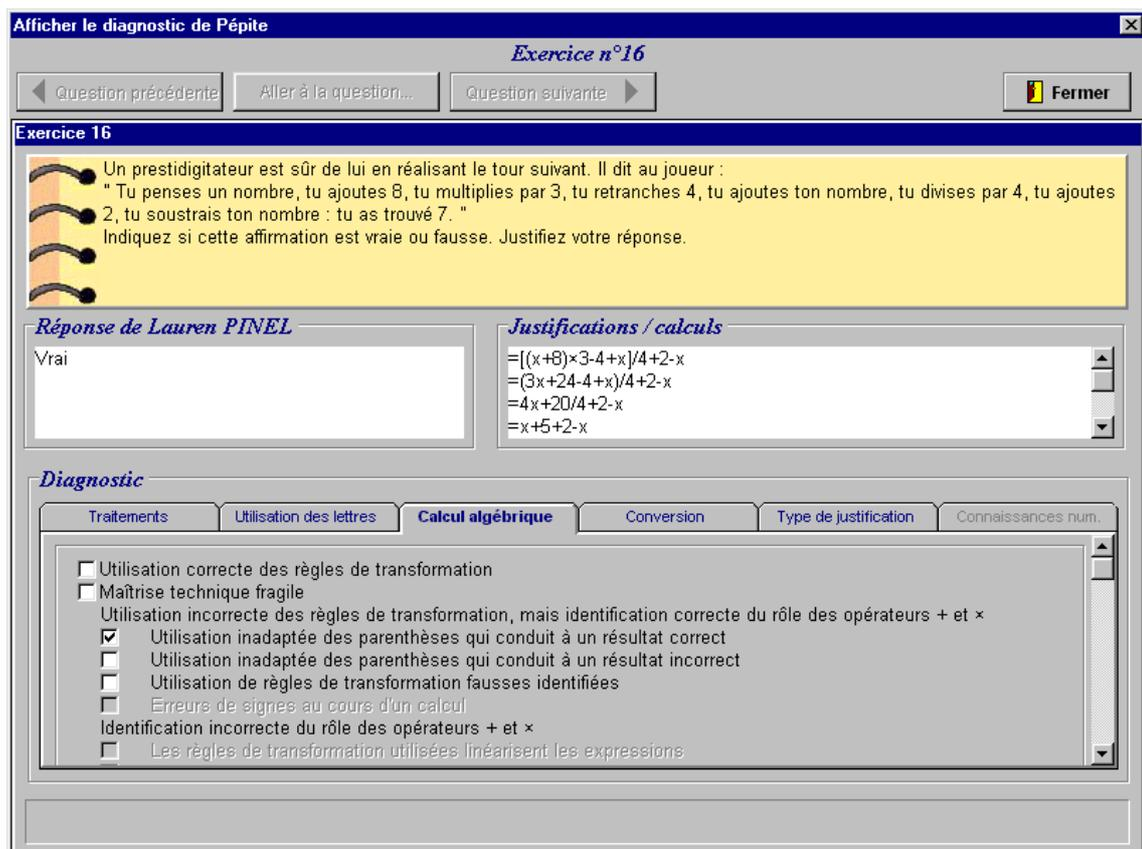 Afficher le diagnostic de Pépite
Exercice n°16
Question précédente
Aller à la question...
Question suivante
Fermer
Exercice 16
Un prestidigitateur est sûr de lui en réalisant le tour suivant. Il dit au joueur :
" Tu penses un nombre, tu ajoutes 8, tu multiplies par 3, tu retranches 4, tu ajoutes ton nombre, tu divises par 4, tu ajoutes
2, tu soustrais ton nombre : tu as trouvé 7. "
Indiquez si cette affirmation est vraie ou fausse. Justifiez votre réponse.
Réponse de Lauren PINEL
Vrai
Justifications / calculs
=[(x+8)×3-4+x]/4+2-x
=(3x+24-4+x)/4+2-x
=4x+20/4+2-x
=x+5+2-x
Diagnostic
Traitements
Utilisation des lettres
Calcul algébrique
Conversion
Type de justification
Connaissances num.
Utilisation correcte des règles de transformation
Maîtrise technique fragile
Utilisation incorrecte des règles de transformation, mais identification correcte du rôle des opérateurs + et ×
Utilisation inadaptée des parenthèses qui conduit à un résultat correct
Utilisation inadaptée des parenthèses qui conduit à un résultat incorrect
Utilisation de règles de transformation fausses identifiées
Erreurs de signes au cours d'un calcul
Identification incorrecte du rôle des opérateurs + et ×
Les règles de transformation utilisées linéarisent les expressions